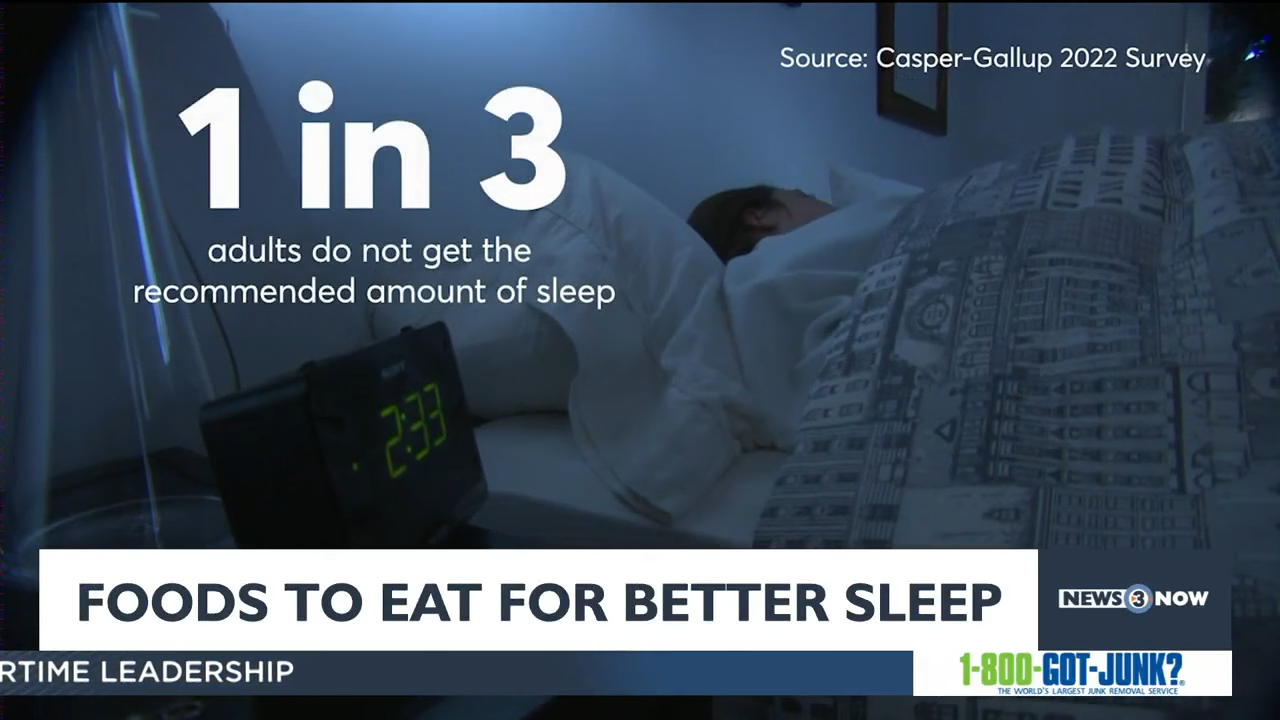 Source: Casper-Gallup 2022 Survey
1 in 3
adults do not get the
recommended amount of sleep
2:33
FOODS TO EAT FOR BETTER SLEEP
NEWS 3 NOW
RTIME LEADERSHIP
1-800-GOT-JUNK?
THE WORLD'S LARGEST JUNK REMOVAL SERVICE